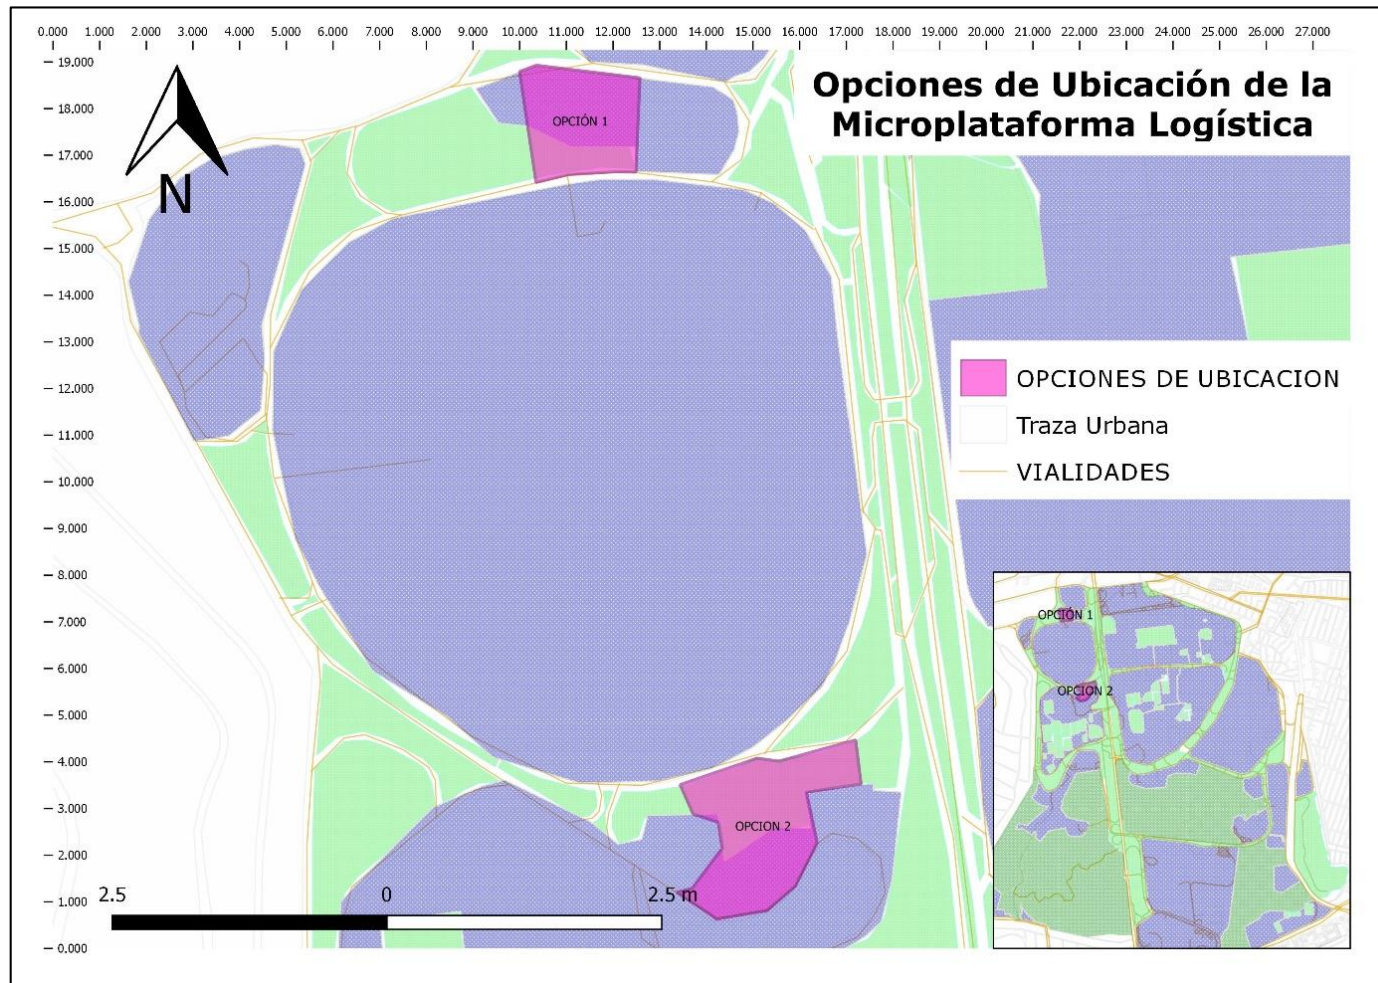 0.000 1.000 2.000 3.000 4.000 5.000 6.000 7.000 8.000 9.000 10.000 11.000 12.000 13.000 14.000 15.000 16.000 17.000 18.000 19.000 20.000 21.000 22.000 23.000 24.000 25.000 26.000 27.000
19.000
18.000
17.000
16.000
15.000
14.000
13.000
12.000
11.000
10.000
9.000
8.000
7.000
6.000
5.000
4.000
3.000
2.000
1.000
0.000
N
Opciones de Ubicación de la
Microplataforma Logística
OPCIÓN 1
OPCIONES DE UBICACION
Traza Urbana
VIALIDADES
OPCION 2
2.5 0 2.5 m
OPCIÓN 1
OPCION 2